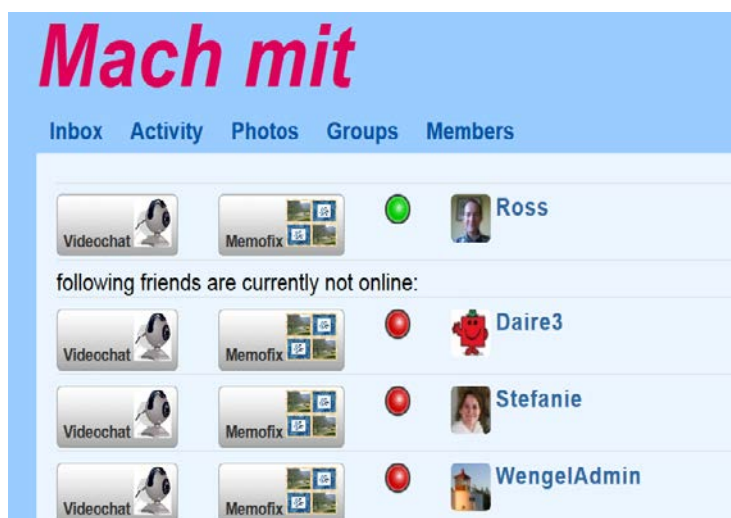 Mach mit
Inbox Activity Photos Groups Members
Videochat Memofix Ross
following friends are currently not online:
Videochat Memofix Daire3
Videochat Memofix Stefanie
Videochat Memofix WengelAdmin